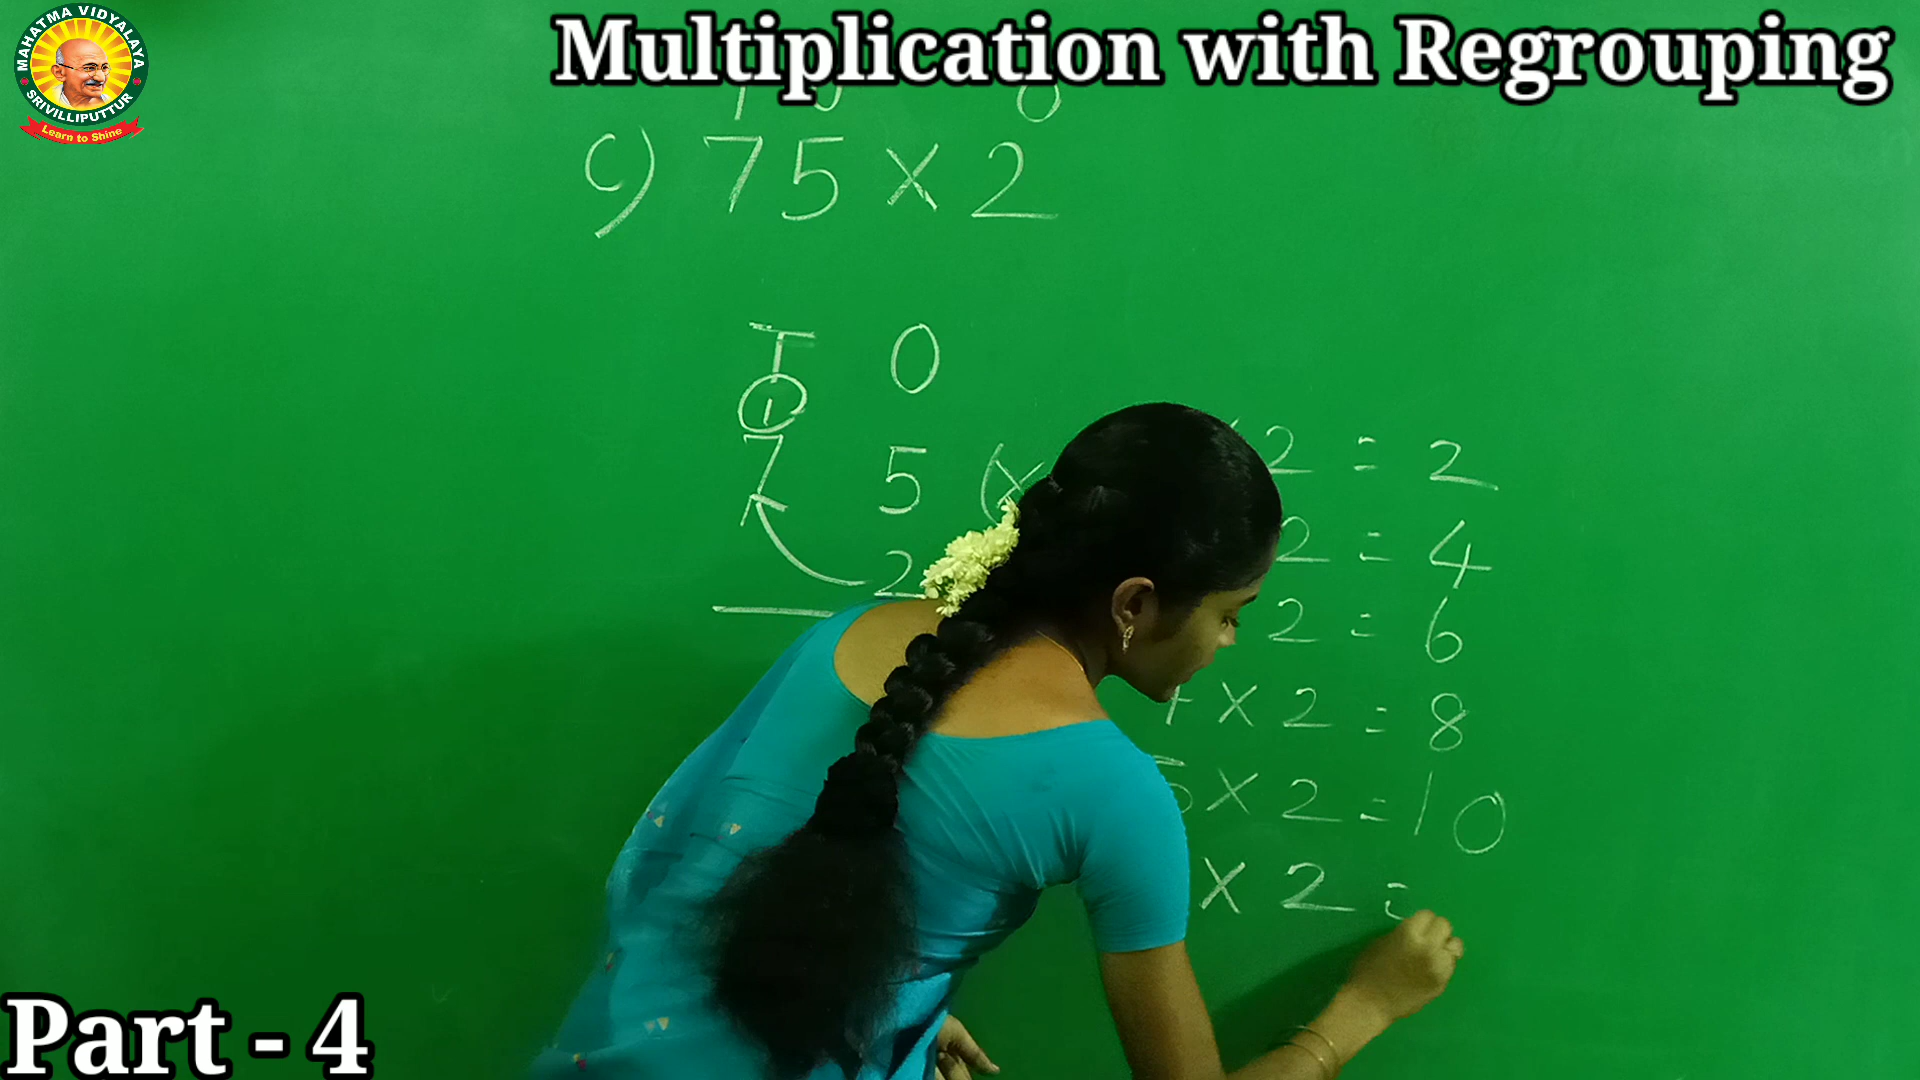 MAHATMA VIDYALAYA
SRIVILLIPUTTUR
Learn to Shine
Multiplication with Regrouping
T O O
c) 75 × 2
T O
1
7 5 (×
2
2 = 2
2 = 4
2 = 6
× 2 = 8
5 × 2 = 10
× 2 =
Part - 4